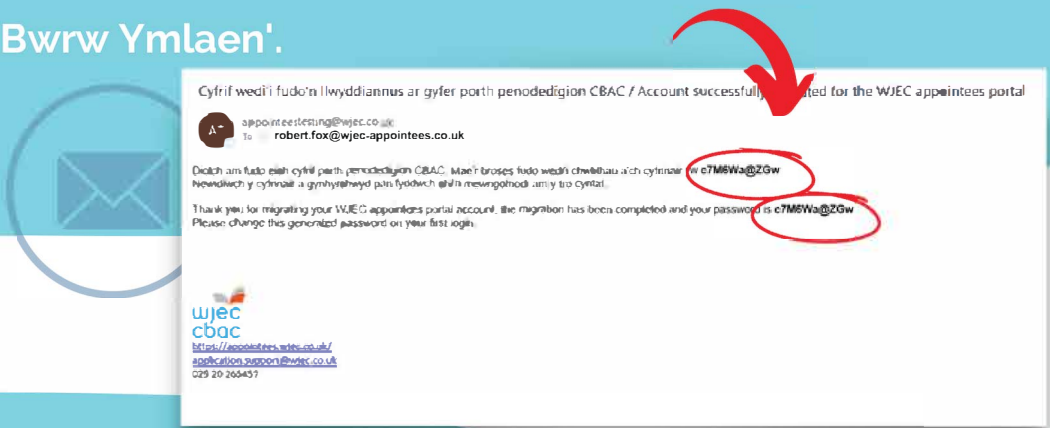 Bwrw Ymlaen'.
Cyfrif wedi'i fudo'n llwyddiannus ar gyfer porth penodedigion CBAC / Account successfully ted for the WJEC appointees portal
A
appointeestesting@wjec.co.uk
To robert.fox@wjec-appointees.co.uk
Diolch am fudo eich cyfrif porth penodedigion CBAC. Mae'r broses fudo wedi'i chwblhau a'ch cyfrinair yw c7M6Wa@ZGw
Newidiwch y cyfrinair a gynhyrchwyd pan fyddwch chi'n mewngofnodi am y tro cyntaf.
Thank you for migrating your WJEC appointees portal account, the migration has been completed and your password is c7M6Wa@ZGw
Please change this generated password on your first login.
wjec
cbac
https://appointees.wjec.co.uk/
application.support@wjec.co.uk
029 20 265457